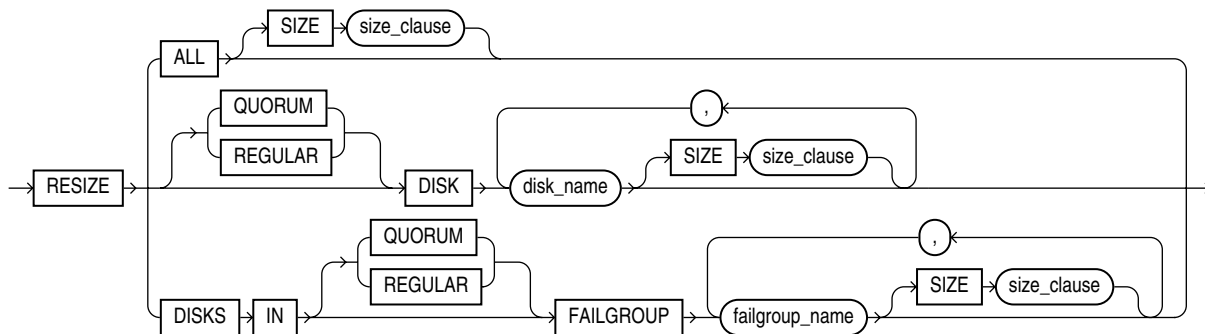 SIZE size_clause
ALL
QUORUM
,
REGULAR
SIZE size_clause
RESIZE DISK disk_name
QUORUM
,
REGULAR
SIZE size_clause
DISKS IN FAILGROUP failgroup_name